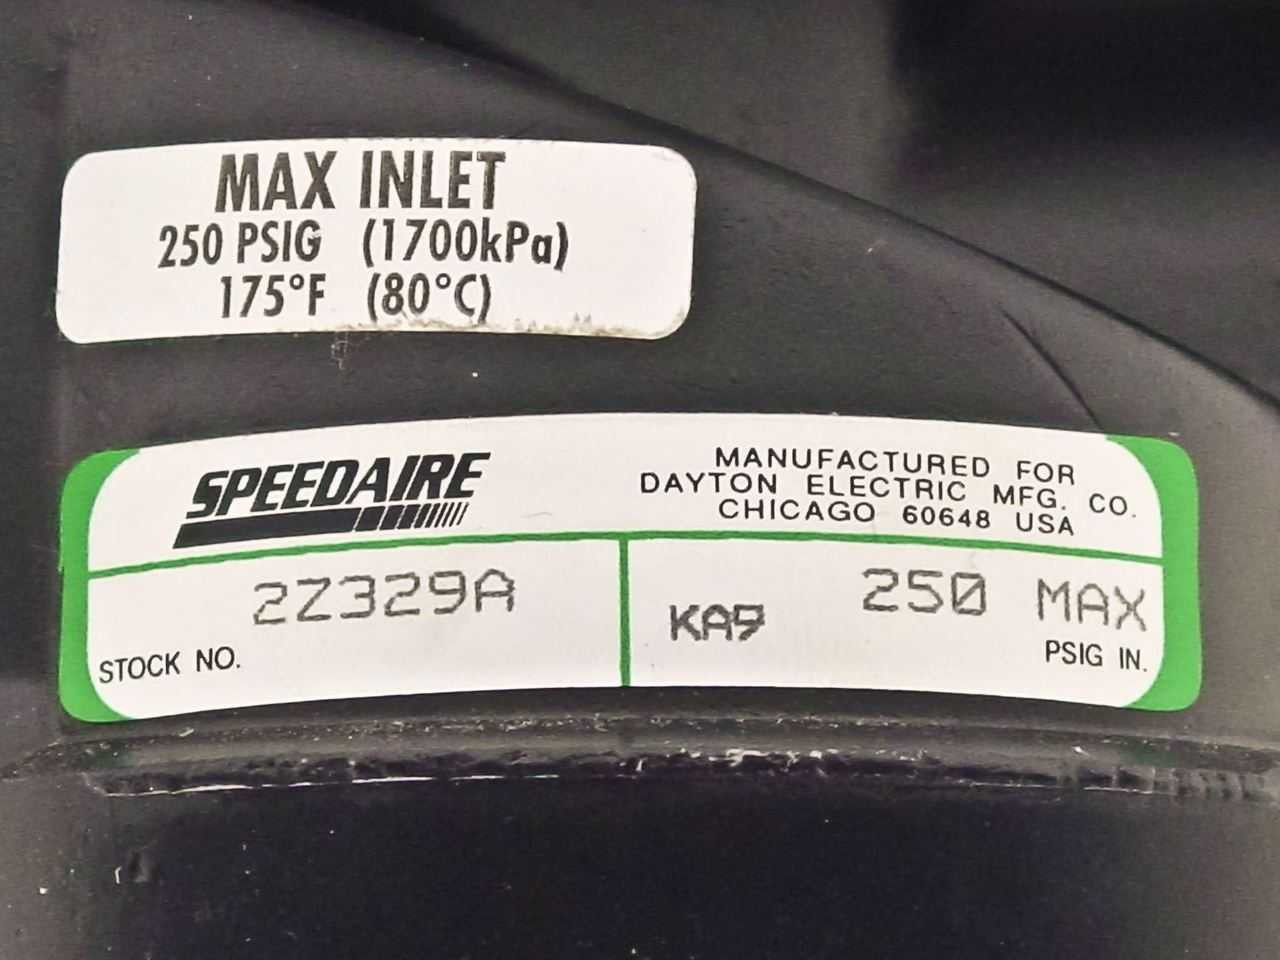 MAX INLET
250 PSIG (1700kPa)
175°F (80°C)
SPEEDAIRE
MANUFACTURED FOR
DAYTON ELECTRIC MFG. CO.
CHICAGO 60648 USA
2Z329A
STOCK NO.
KA9 250 MAX
PSIG IN.